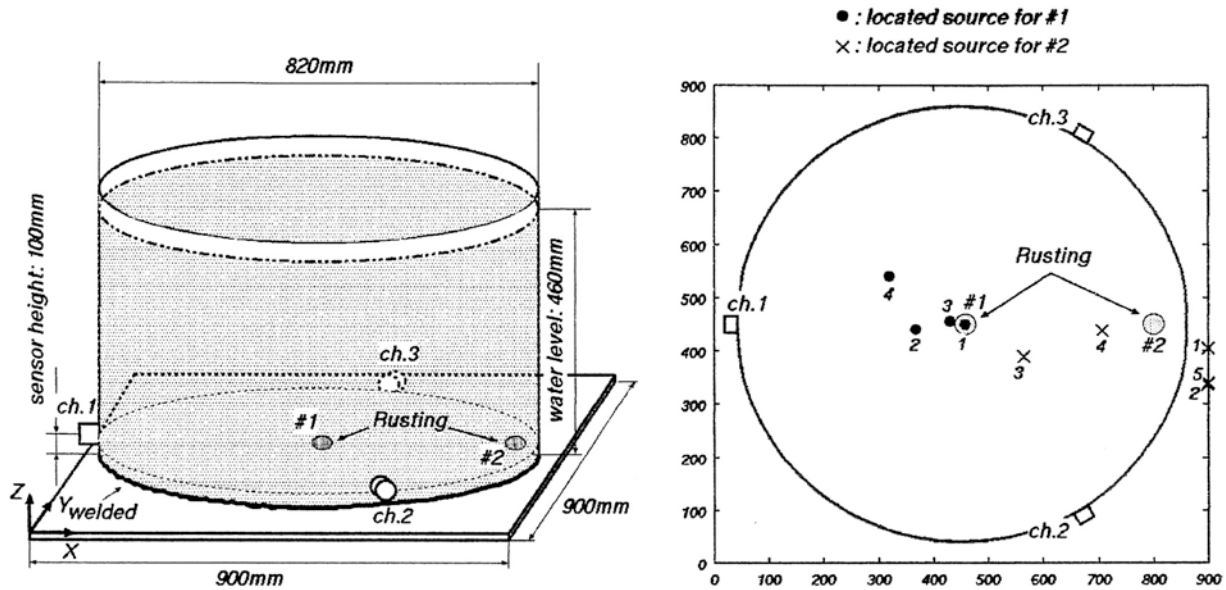 820mm
sensor height: 100mm
water level: 460mm
ch.3
ch.1
#1
Rusting
#2
Z
Y
welded
ch.2
X
900mm
900mm
● : located source for #1
× : located source for #2
900
800
700
600
500
400
300
200
100
0
ch.3
Rusting
4
3
#1
ch.1
2
1
4
#2
1
3
5
2
ch.2
0 100 200 300 400 500 600 700 800 900